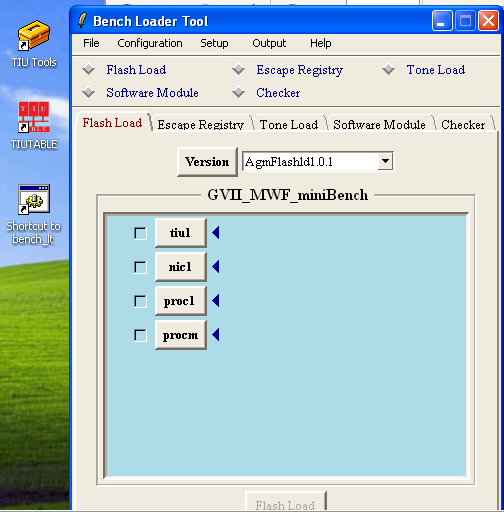 Bench Loader Tool
File Configuration Setup Output Help
Flash Load Escape Registry Tone Load
Software Module Checker
Flash Load Escape Registry Tone Load Software Module Checker
Version AgmFlashld1.0.1
GVII_MWF_miniBench
tiu1
nic1
proc1
procm
Flash Load
TIU Tools
TIUTABLE
Shortcut to
bench_lt